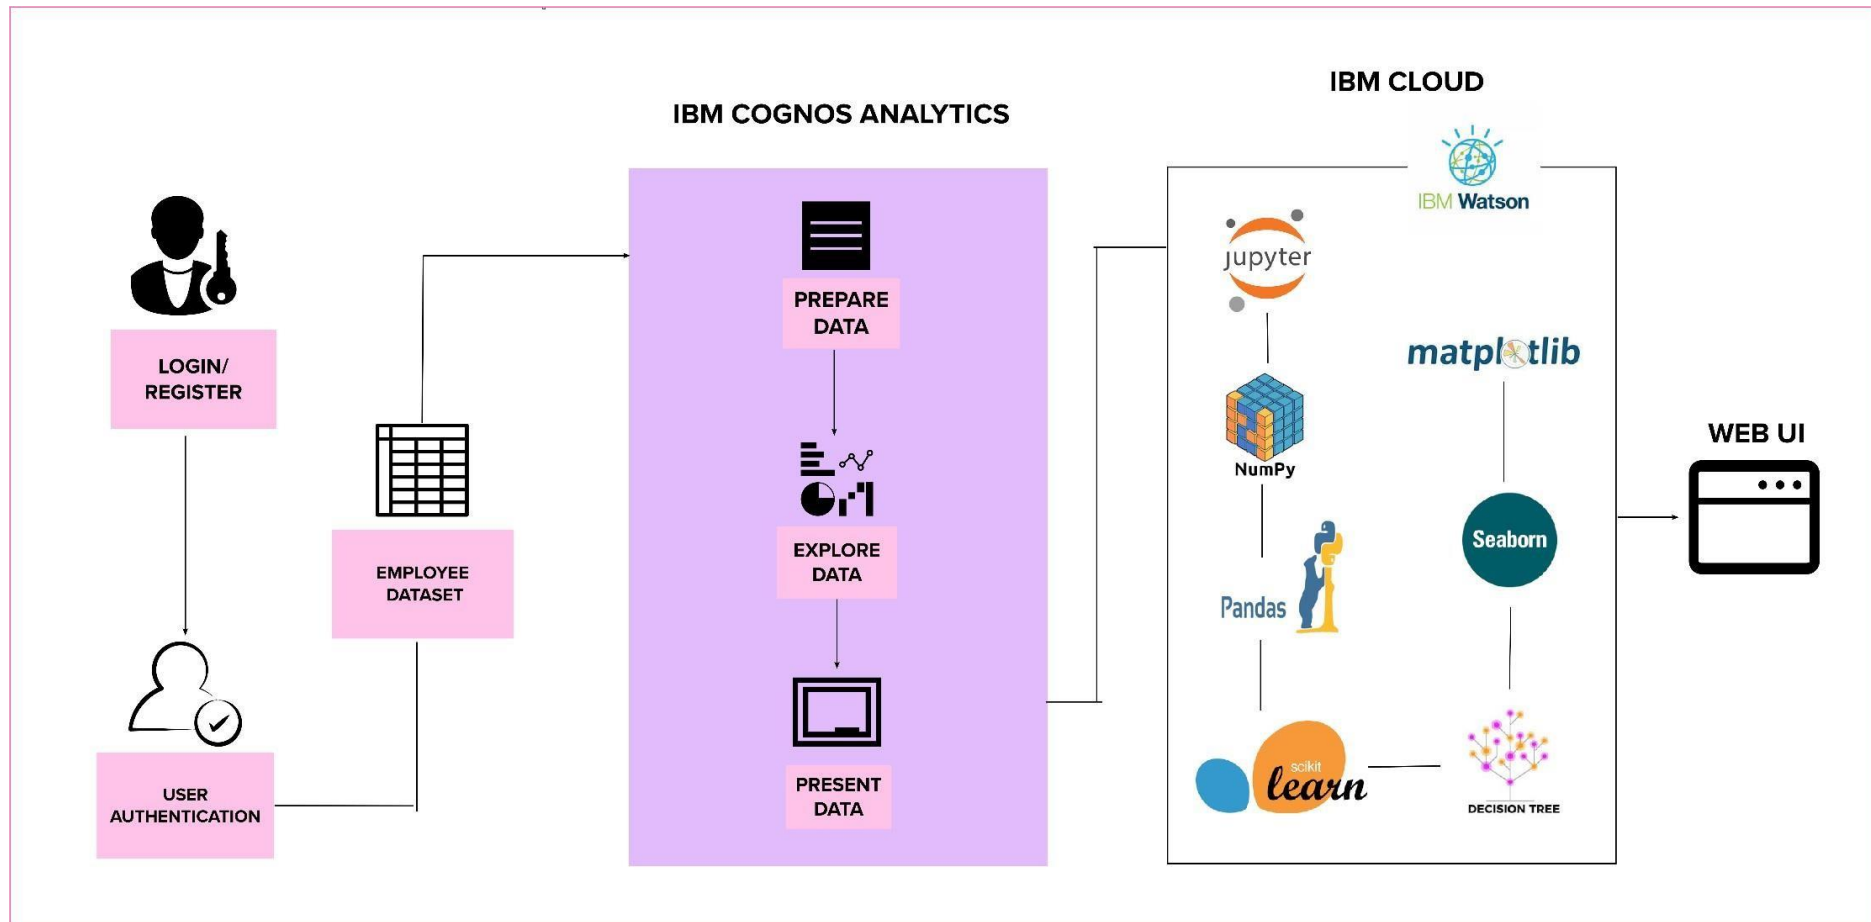 LOGIN/
REGISTER
USER
AUTHENTICATION
EMPLOYEE
DATASET
IBM COGNOS ANALYTICS
PREPARE
DATA
EXPLORE
DATA
PRESENT
DATA
IBM CLOUD
IBM Watson
jupyter
NumPy
Pandas
scikit
learn
DECISION TREE
Seaborn
matplotlib
WEB UI